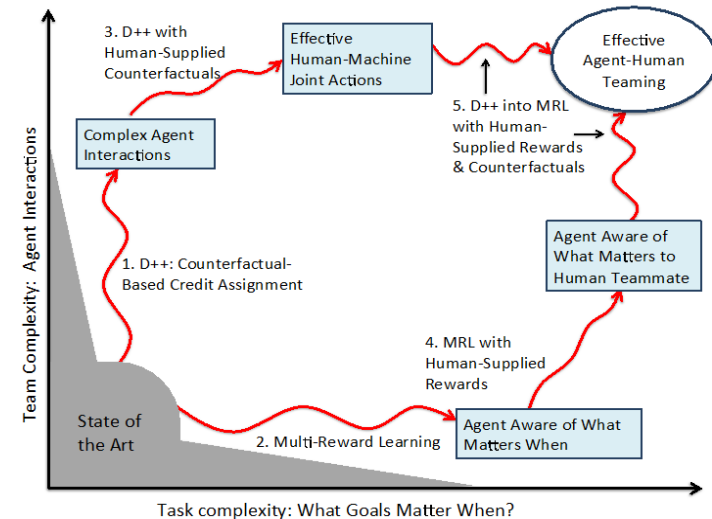 3. D++ with
Human-Supplied
Counterfactuals
Effective
Human-Machine
Joint Actions
Effective
Agent-Human
Teaming
5. D++ into MRL
with Human-
Supplied Rewards
& Counterfactuals
Complex Agent
Interactions
1. D++: Counterfactual-
Based Credit Assignment
Agent Aware of
What Matters to
Human Teammate
4. MRL with
Human-Supplied
Rewards
State of
the Art
2. Multi-Reward Learning
Agent Aware of What
Matters When
Team Complexity: Agent Interactions
Task complexity: What Goals Matter When?